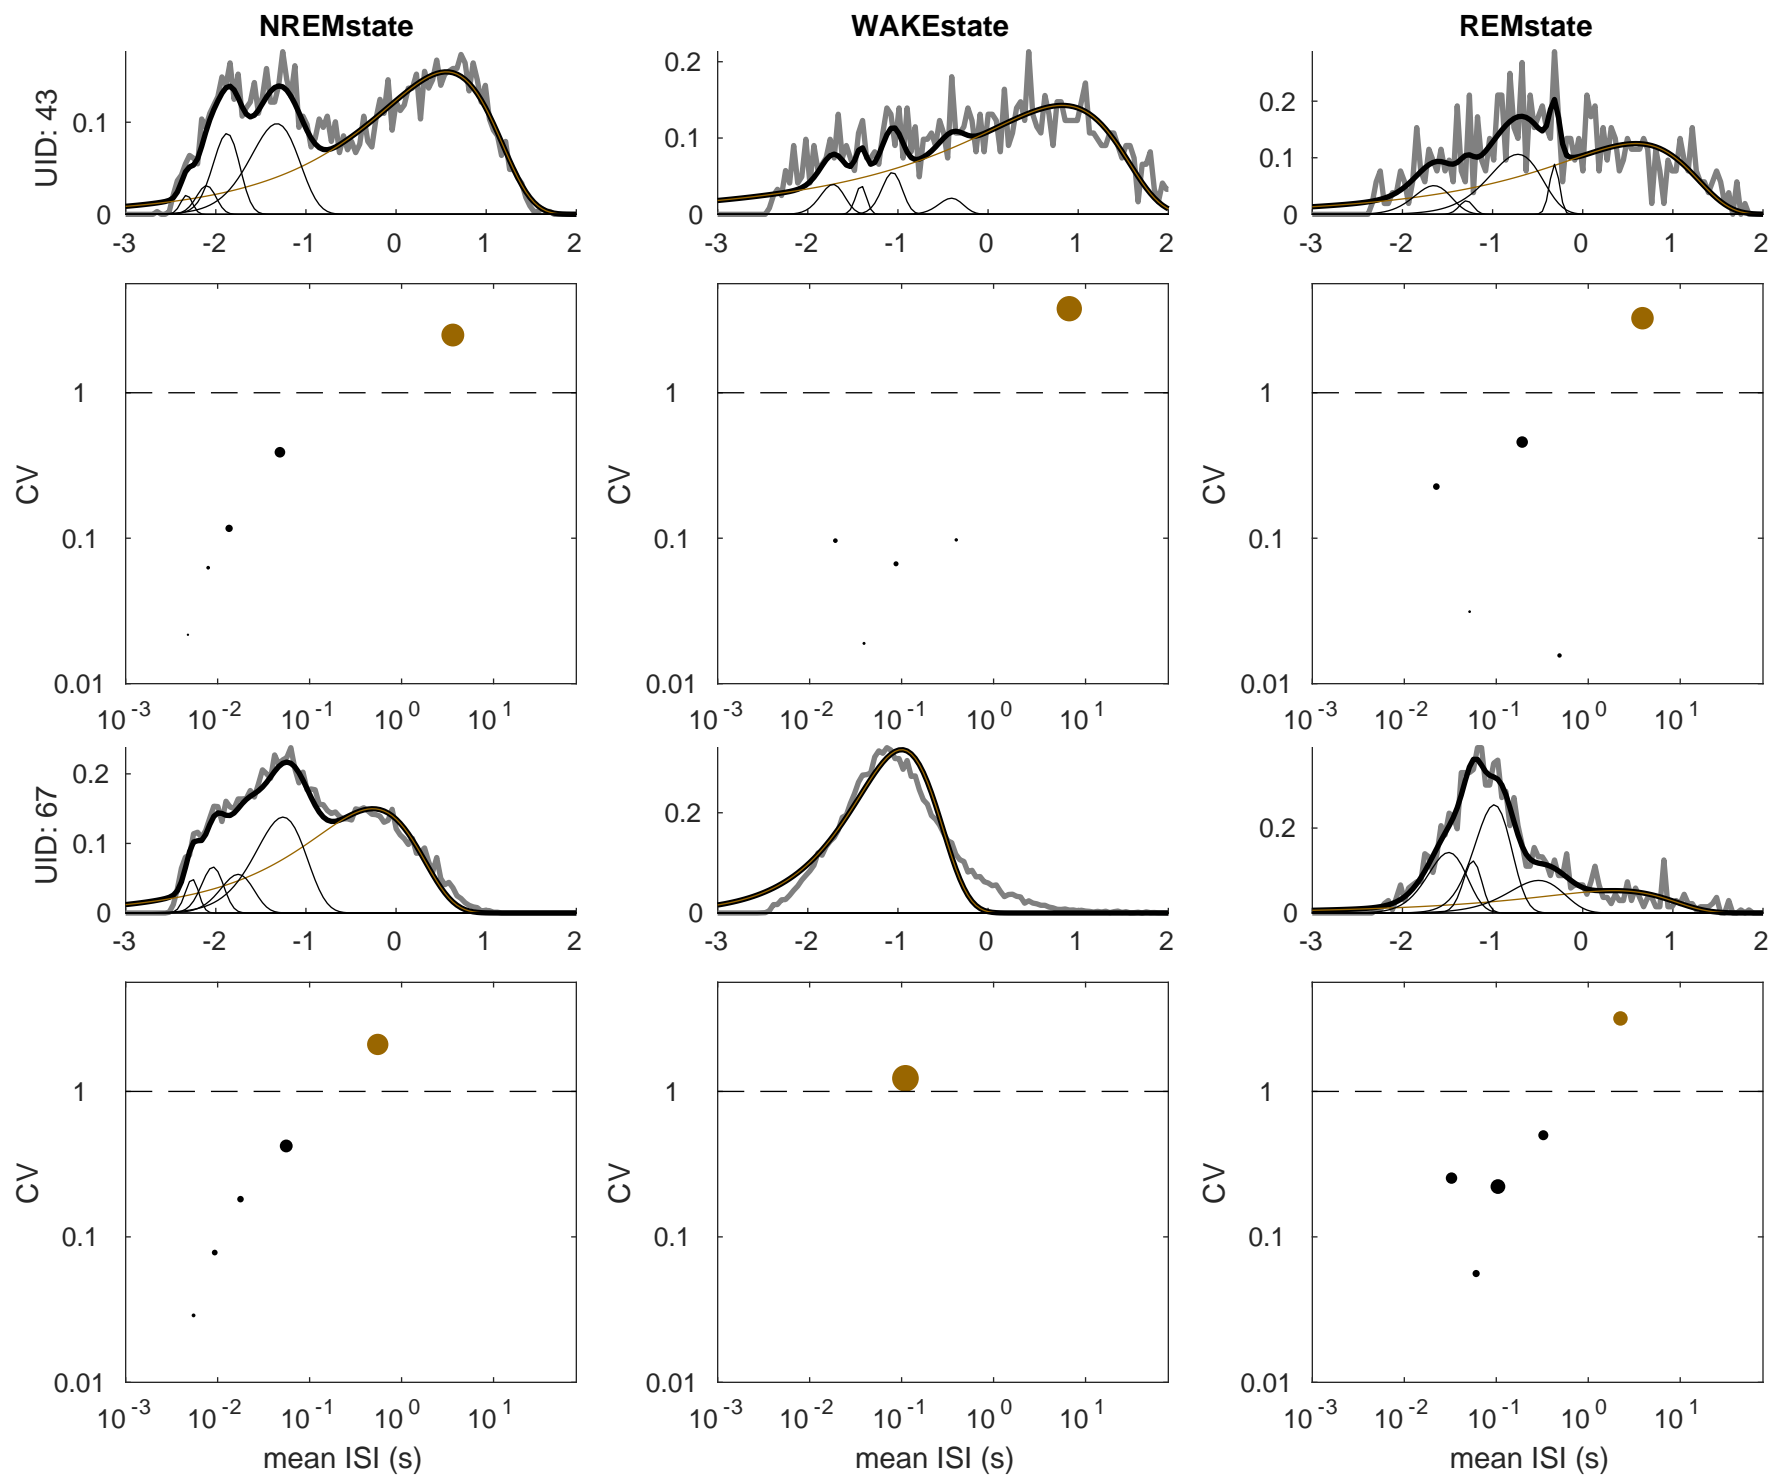 NREMstate WAKEstate REMstate
UID: 43
0.1
0
0.2
0.1
0
0.2
0.1
0
-3 -2 -1 0 1 2
-3 -2 -1 0 1 2
-3 -2 -1 0 1 2
CV
1
0.1
0.01
CV
1
0.1
0.01
CV
1
0.1
0.01
10^-3 10^-2 10^-1 10^0 10^1
10^-3 10^-2 10^-1 10^0 10^1
10^-3 10^-2 10^-1 10^0 10^1
UID: 67
0.2
0.1
0
0.2
0
0.2
0
-3 -2 -1 0 1 2
-3 -2 -1 0 1 2
-3 -2 -1 0 1 2
CV
1
0.1
0.01
CV
1
0.1
0.01
CV
1
0.1
0.01
10^-3 10^-2 10^-1 10^0 10^1
10^-3 10^-2 10^-1 10^0 10^1
10^-3 10^-2 10^-1 10^0 10^1
mean ISI (s) mean ISI (s) mean ISI (s)